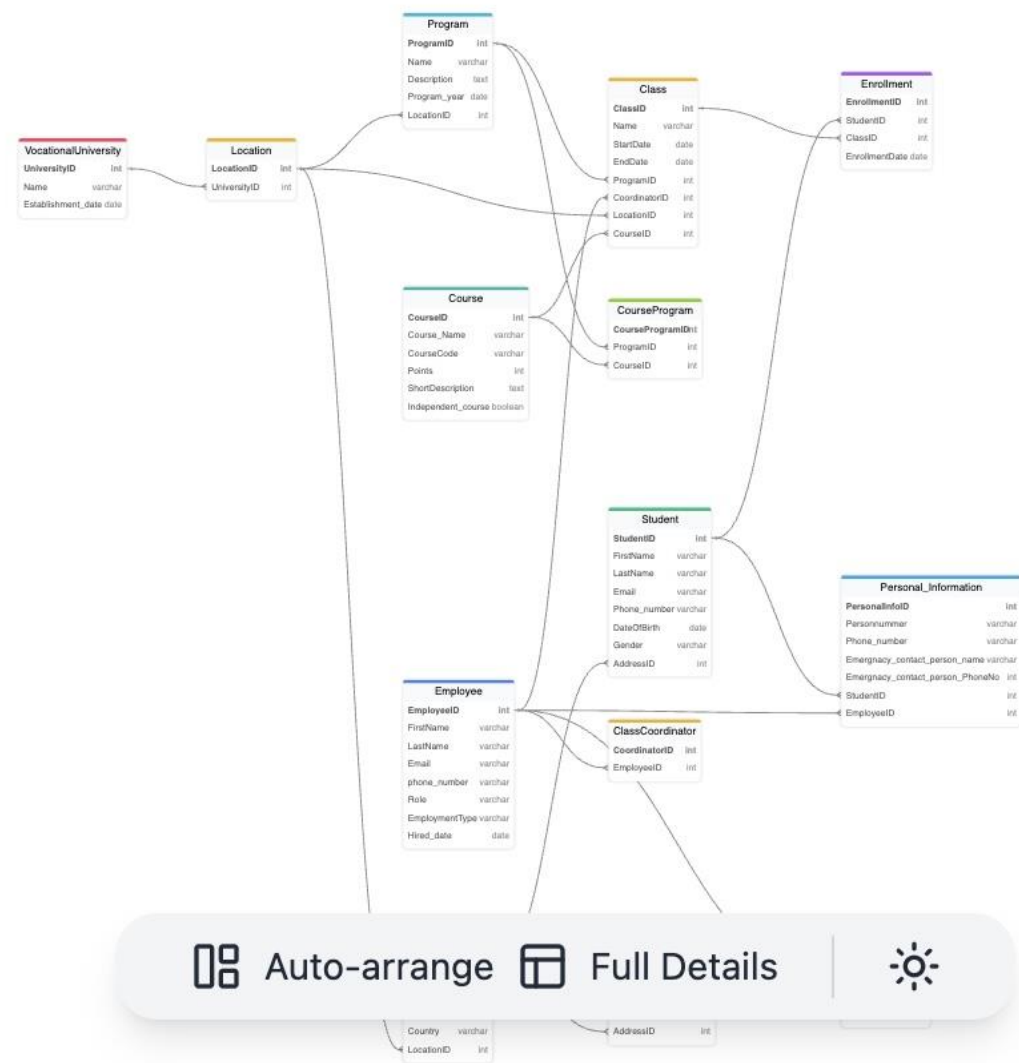 Program
ProgramID int
Name varchar
Description text
Program_year date
LocationID int
Class
ClassID int
Name varchar
StartDate date
EndDate date
ProgramID int
CoordinatorID int
LocationID int
CourseID int
Enrollment
EnrollmentID int
StudentID int
ClassID int
EnrollmentDate date
VocationalUniversity
UniversityID int
Name varchar
Establishment_date date
Location
LocationID int
UniversityID int
Course
CourseID int
Course_Name varchar
CourseCode varchar
Points int
ShortDescription text
Independent_course boolean
CourseProgram
CourseProgramID int
ProgramID int
CourseID int
Student
StudentID int
FirstName varchar
LastName varchar
Email varchar
Phone_number varchar
DateOfBirth date
Gender varchar
AddressID int
Personal_Information
PersonalInfoID int
Personnummer varchar
Phone_number varchar
Emergnacy_contact_person_name varchar
Emergnacy_contact_person_PhoneNo int
StudentID int
EmployeeID int
Employee
EmployeeID int
FirstName varchar
LastName varchar
Email varchar
phone_number varchar
Role varchar
EmploymentType varchar
Hired_date date
ClassCoordinator
CoordinatorID int
EmployeeID int
Auto-arrange Full Details
Country varchar
LocationID int
AddressID int